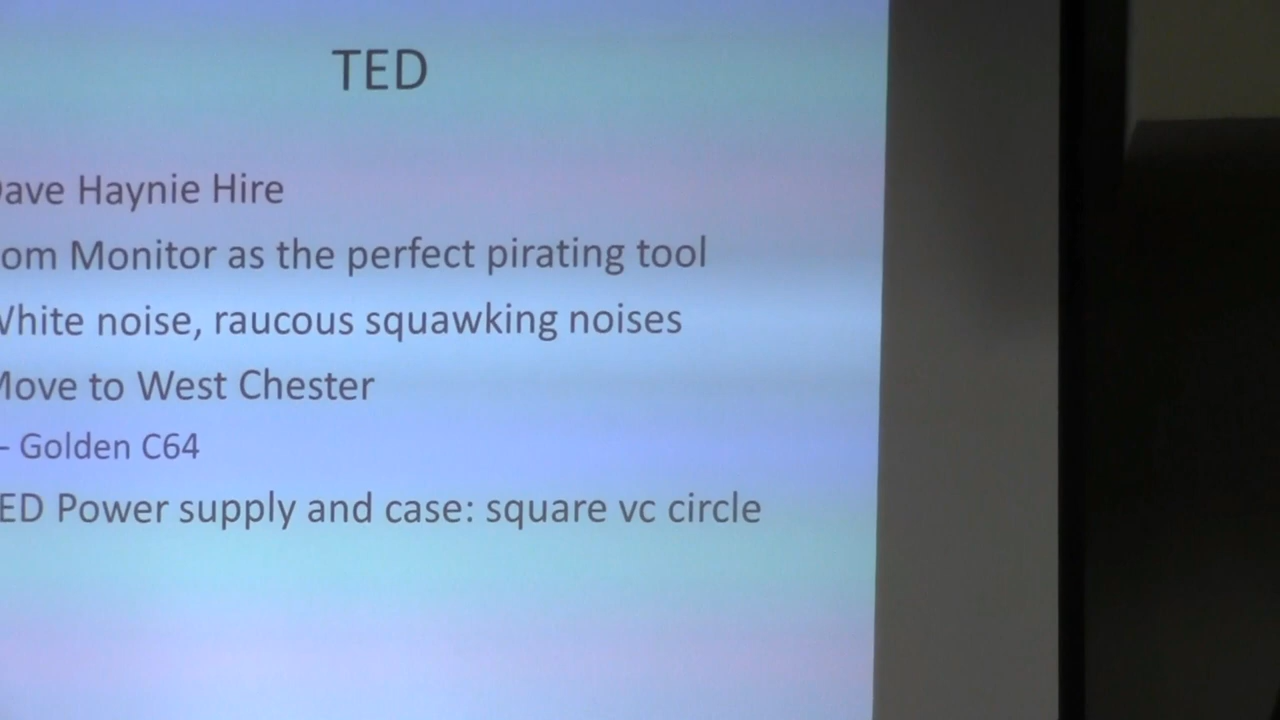 TED
Dave Haynie Hire
om Monitor as the perfect pirating tool
White noise, raucous squawking noises
Move to West Chester
– Golden C64
ED Power supply and case: square vc circle